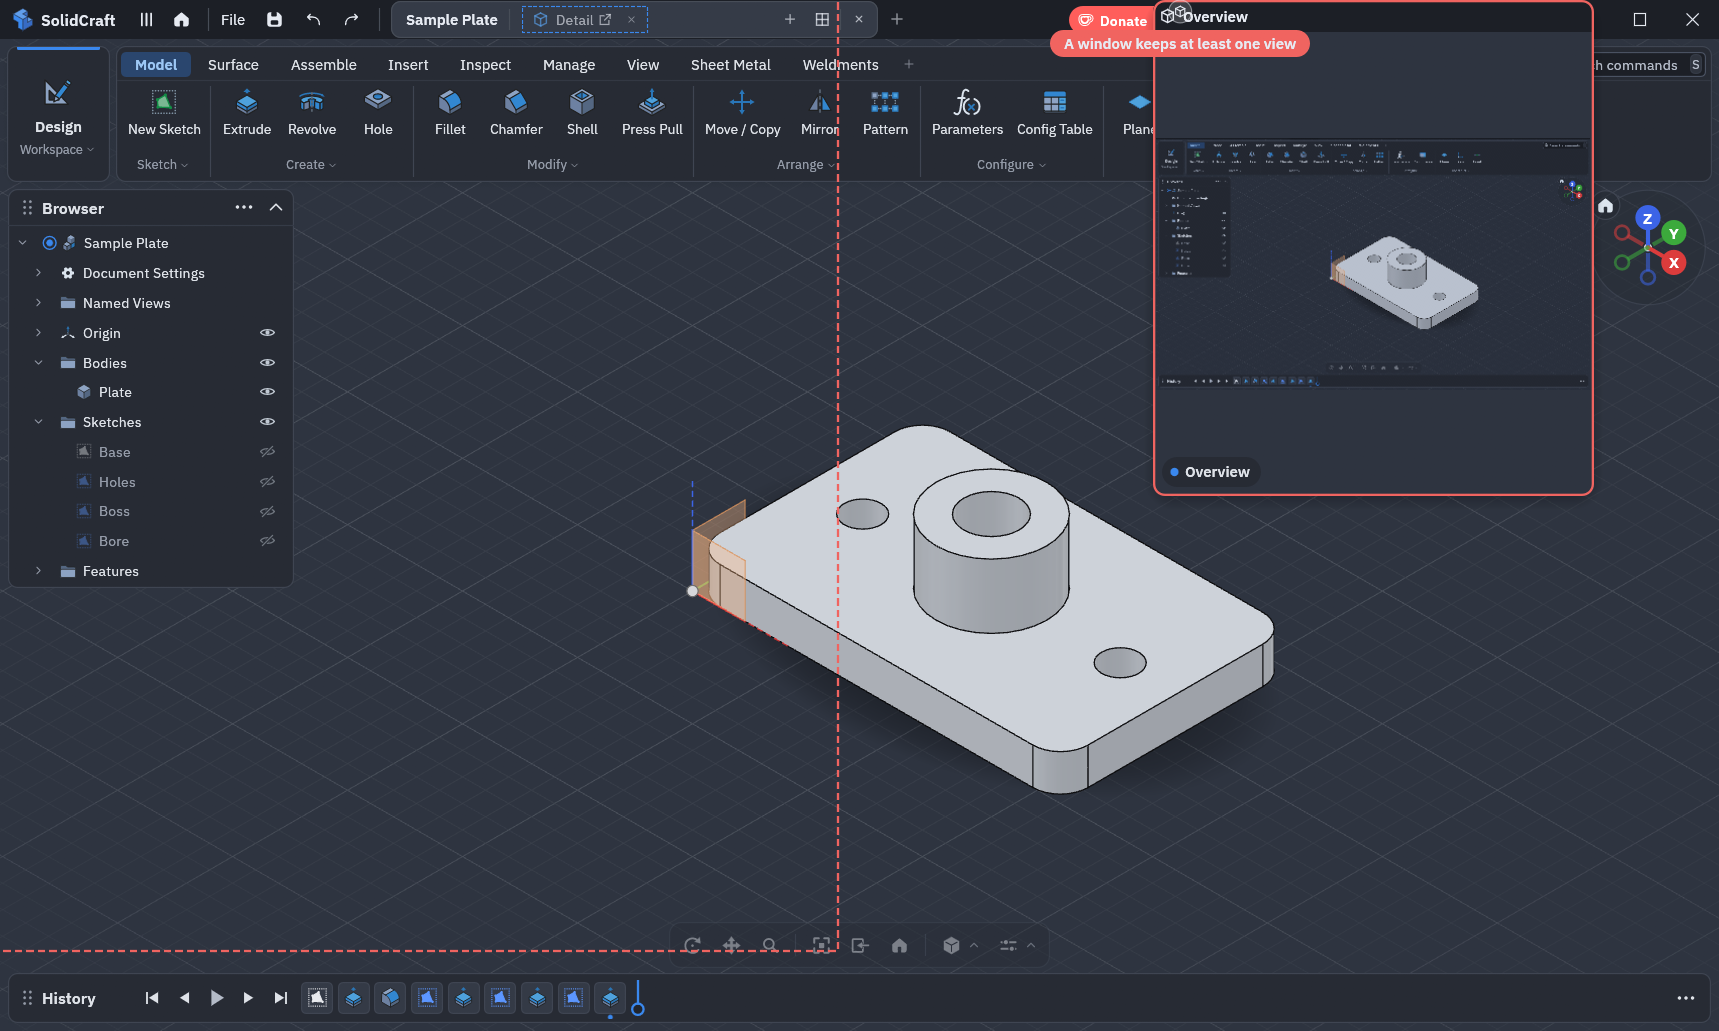 SolidCraft
File
Sample Plate
Detail
Donate
Overview
A window keeps at least one view
Design
Workspace
Model
Surface
Assemble
Insert
Inspect
Manage
View
Sheet Metal
Weldments
h commands
S
New Sketch
Extrude
Revolve
Hole
Fillet
Chamfer
Shell
Press Pull
Move / Copy
Mirror
Pattern
Parameters
Config Table
Plane
Sketch
Create
Modify
Arrange
Configure
Browser
Sample Plate
Document Settings
Named Views
Origin
Bodies
Plate
Sketches
Base
Holes
Boss
Bore
Features
Z
Y
X
Overview
History